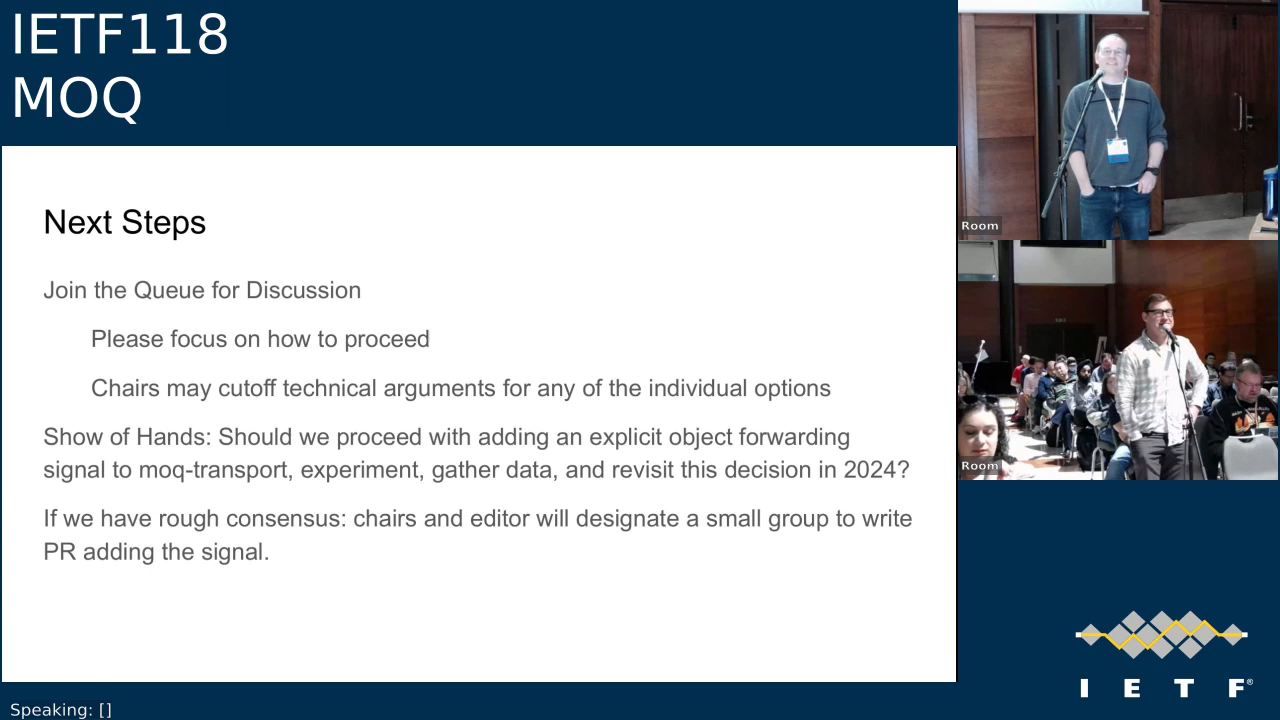 IETF118
MOQ
Next Steps
Join the Queue for Discussion
Please focus on how to proceed
Chairs may cutoff technical arguments for any of the individual options
Show of Hands: Should we proceed with adding an explicit object forwarding
signal to moq-transport, experiment, gather data, and revisit this decision in 2024?
If we have rough consensus: chairs and editor will designate a small group to write
PR adding the signal.
Room
Room
I E T F®
Speaking: []